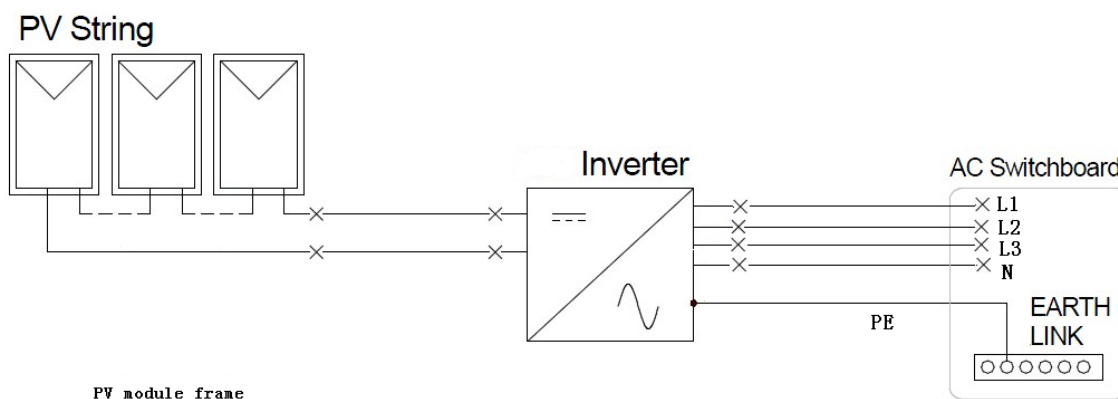 PV String
Inverter
AC Switchboard
L1
L2
L3
N
PE
EARTH
LINK
PV module frame